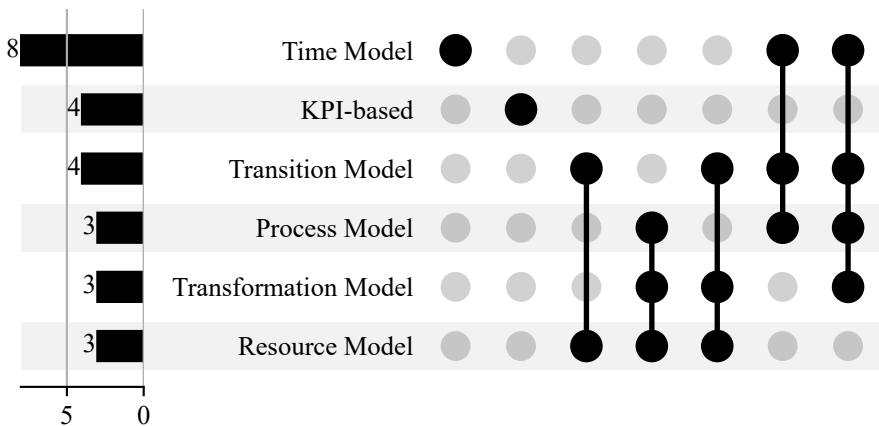 8 Time Model
4 KPI-based
4 Transition Model
3 Process Model
3 Transformation Model
3 Resource Model
5 0